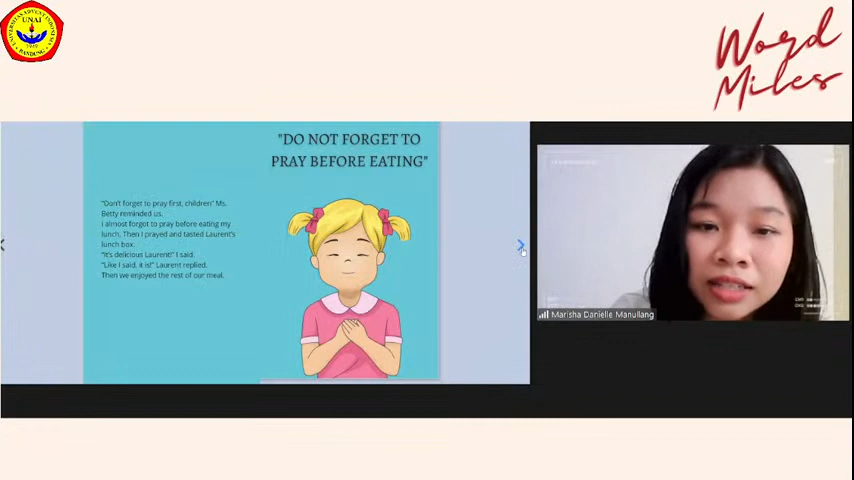 UNAI
Word
Miles
"DO NOT FORGET TO
PRAY BEFORE EATING"
"Don't forget to pray first, children!' Ms.
Betty reminded us.
I almost forgot to pray before eating my
lunch. Then I prayed and tasted Laurent's
lunch box.
"It's delicious Laurent!" I said.
"Like I said, it is!" Laurent replied.
Then we enjoyed the rest of our meal.
Marisha Danielle Manullang